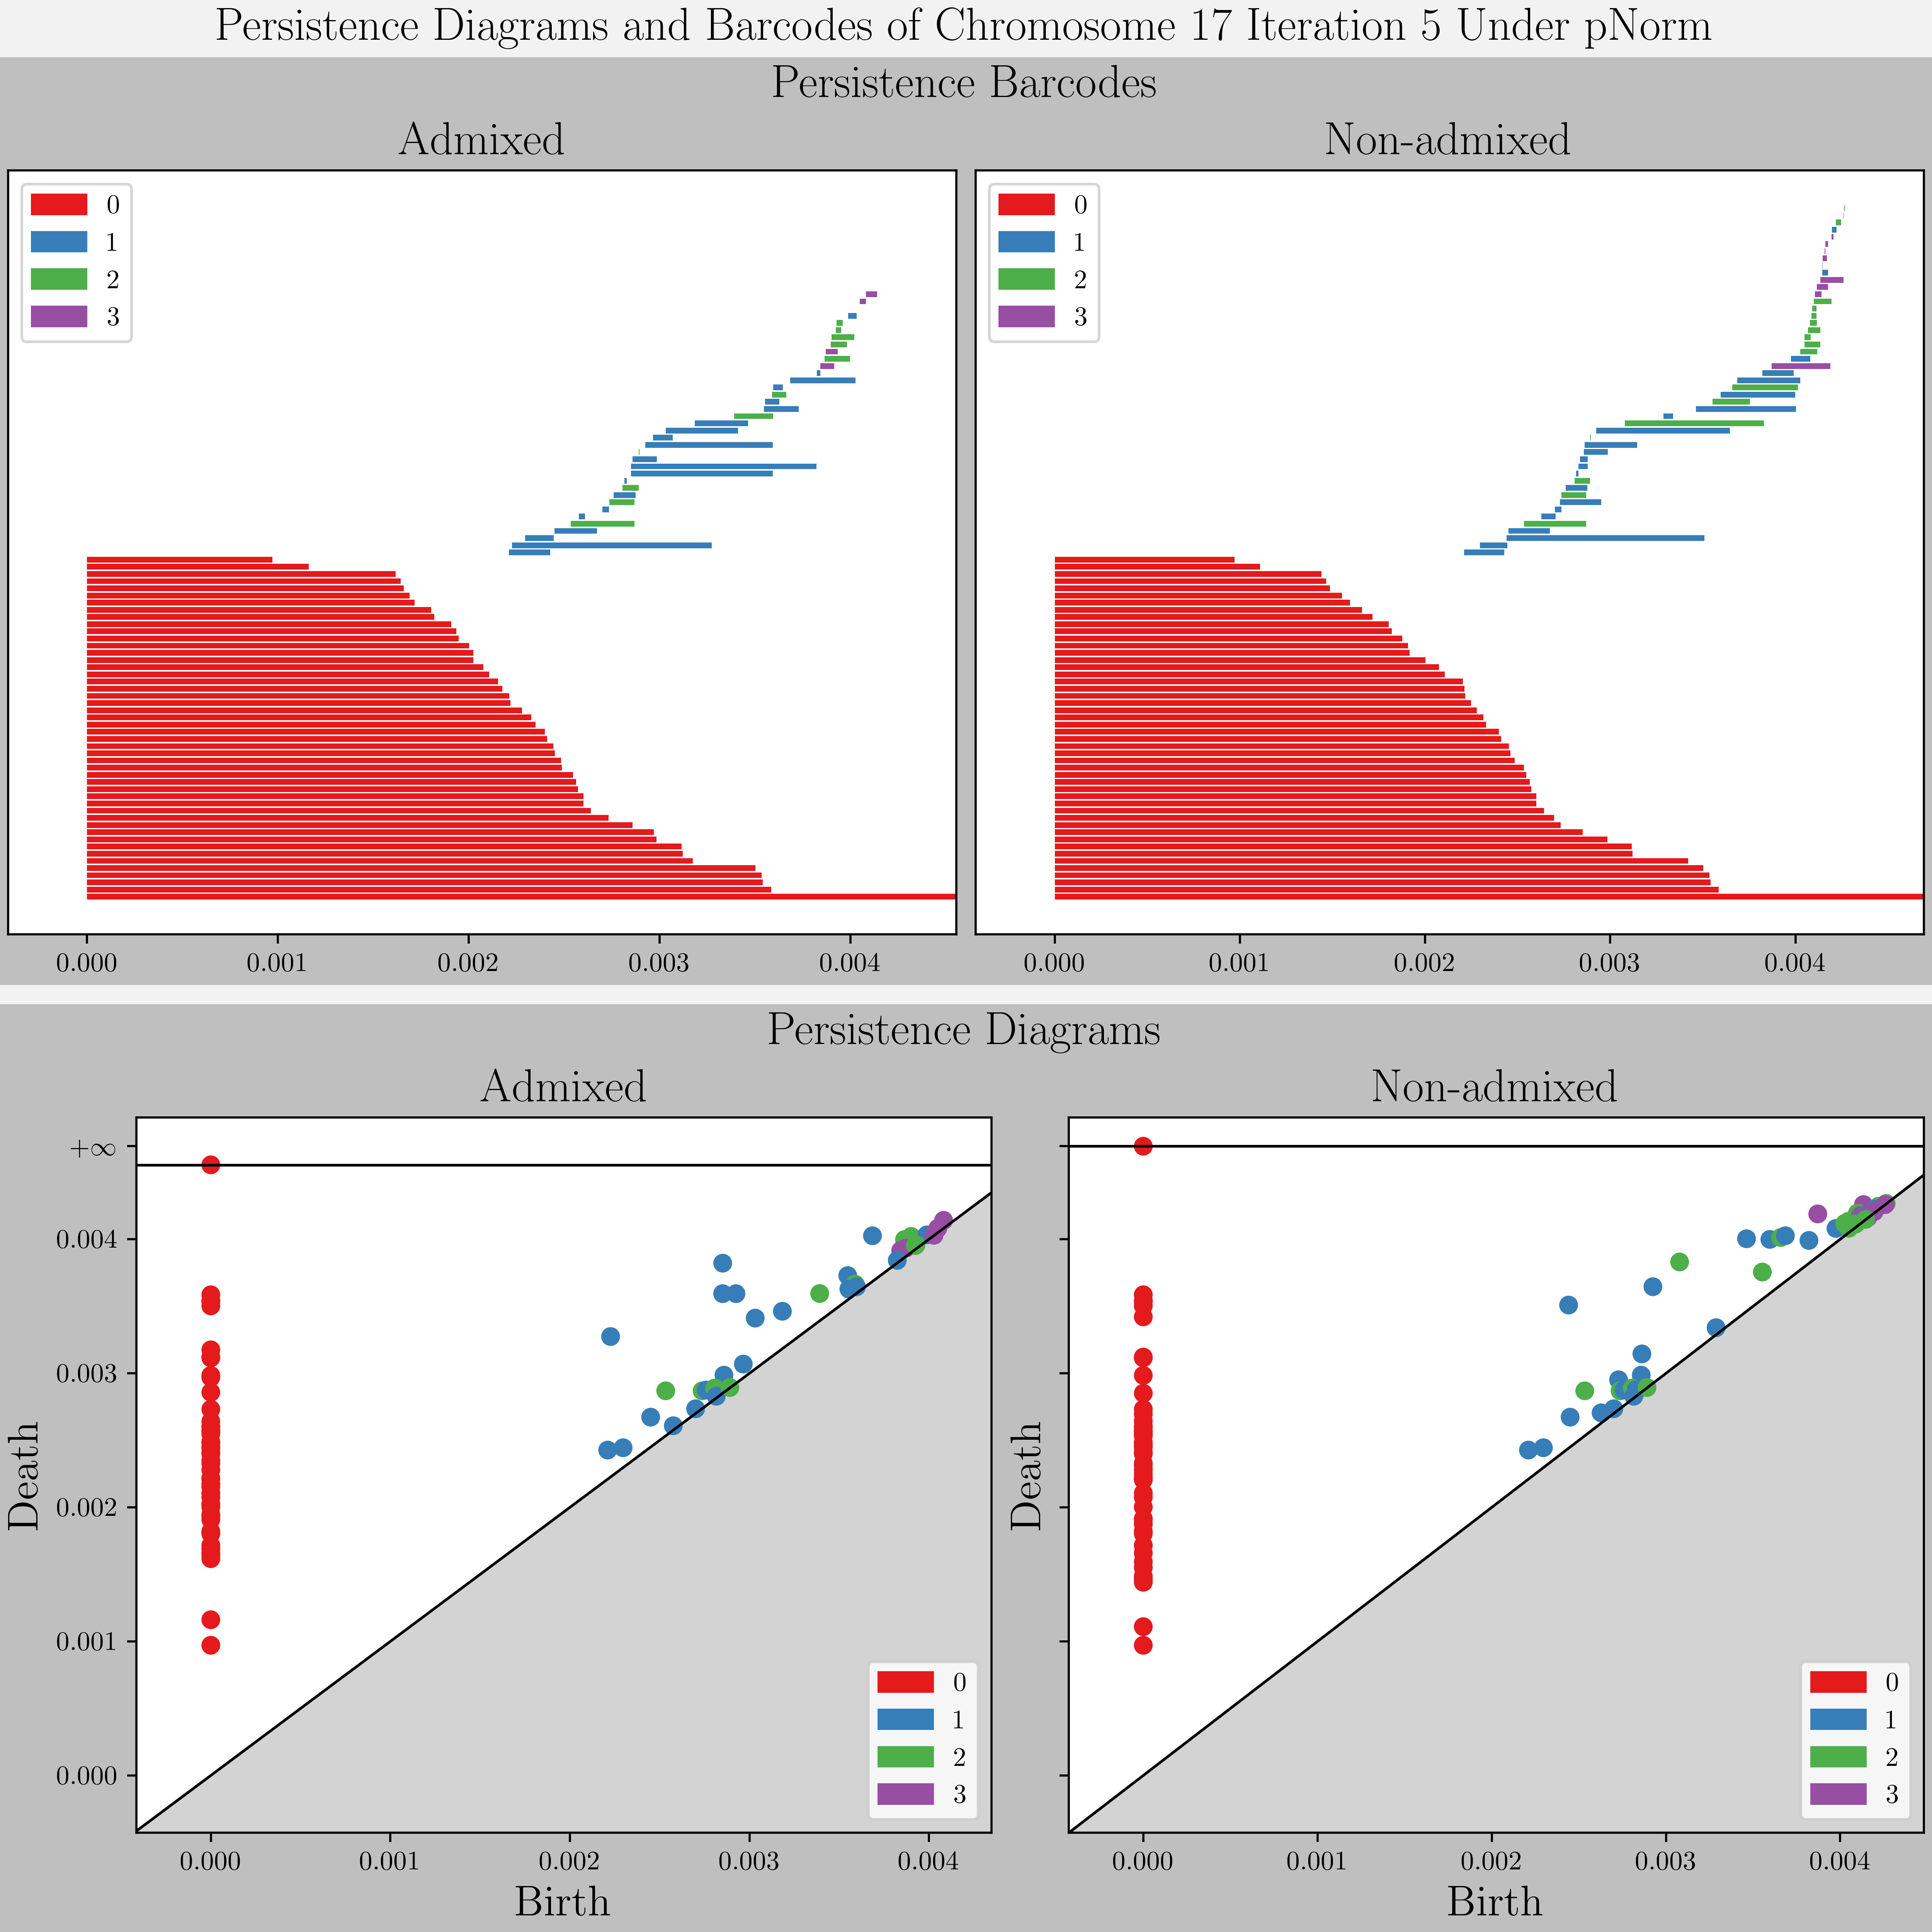 Persistence Diagrams and Barcodes of Chromosome 17 Iteration 5 Under pNorm
Persistence Barcodes
Admixed
0
1
2
3
0.000 0.001 0.002 0.003 0.004
Non-admixed
0
1
2
3
0.000 0.001 0.002 0.003 0.004
Persistence Diagrams
Admixed
Death
+∞
0.004
0.003
0.002
0.001
0.000
0
1
2
3
0.000 0.001 0.002 0.003 0.004
Birth
Non-admixed
Death
0
1
2
3
0.000 0.001 0.002 0.003 0.004
Birth